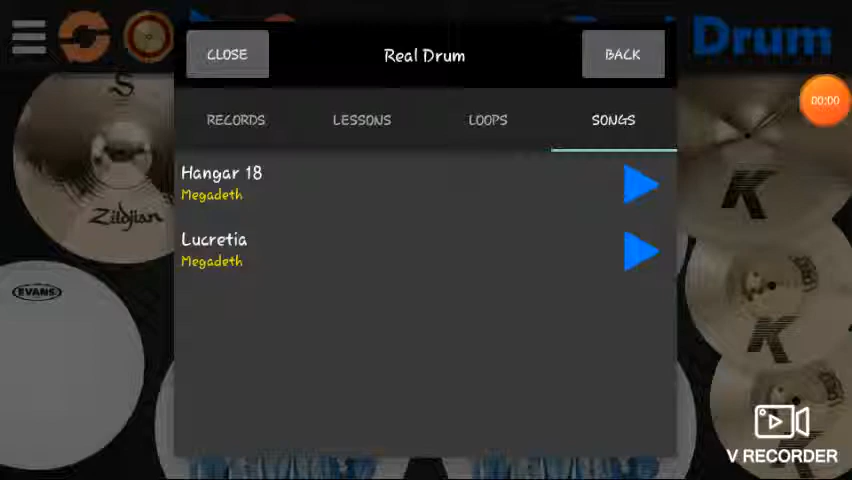 Drum
CLOSE
Real Drum
BACK
00:00
RECORDS
LESSONS
LOOPS
SONGS
Hangar 18
Megadeth
Lucretia
Megadeth
Zildjian
EVANS
K
K
K
V RECORDER